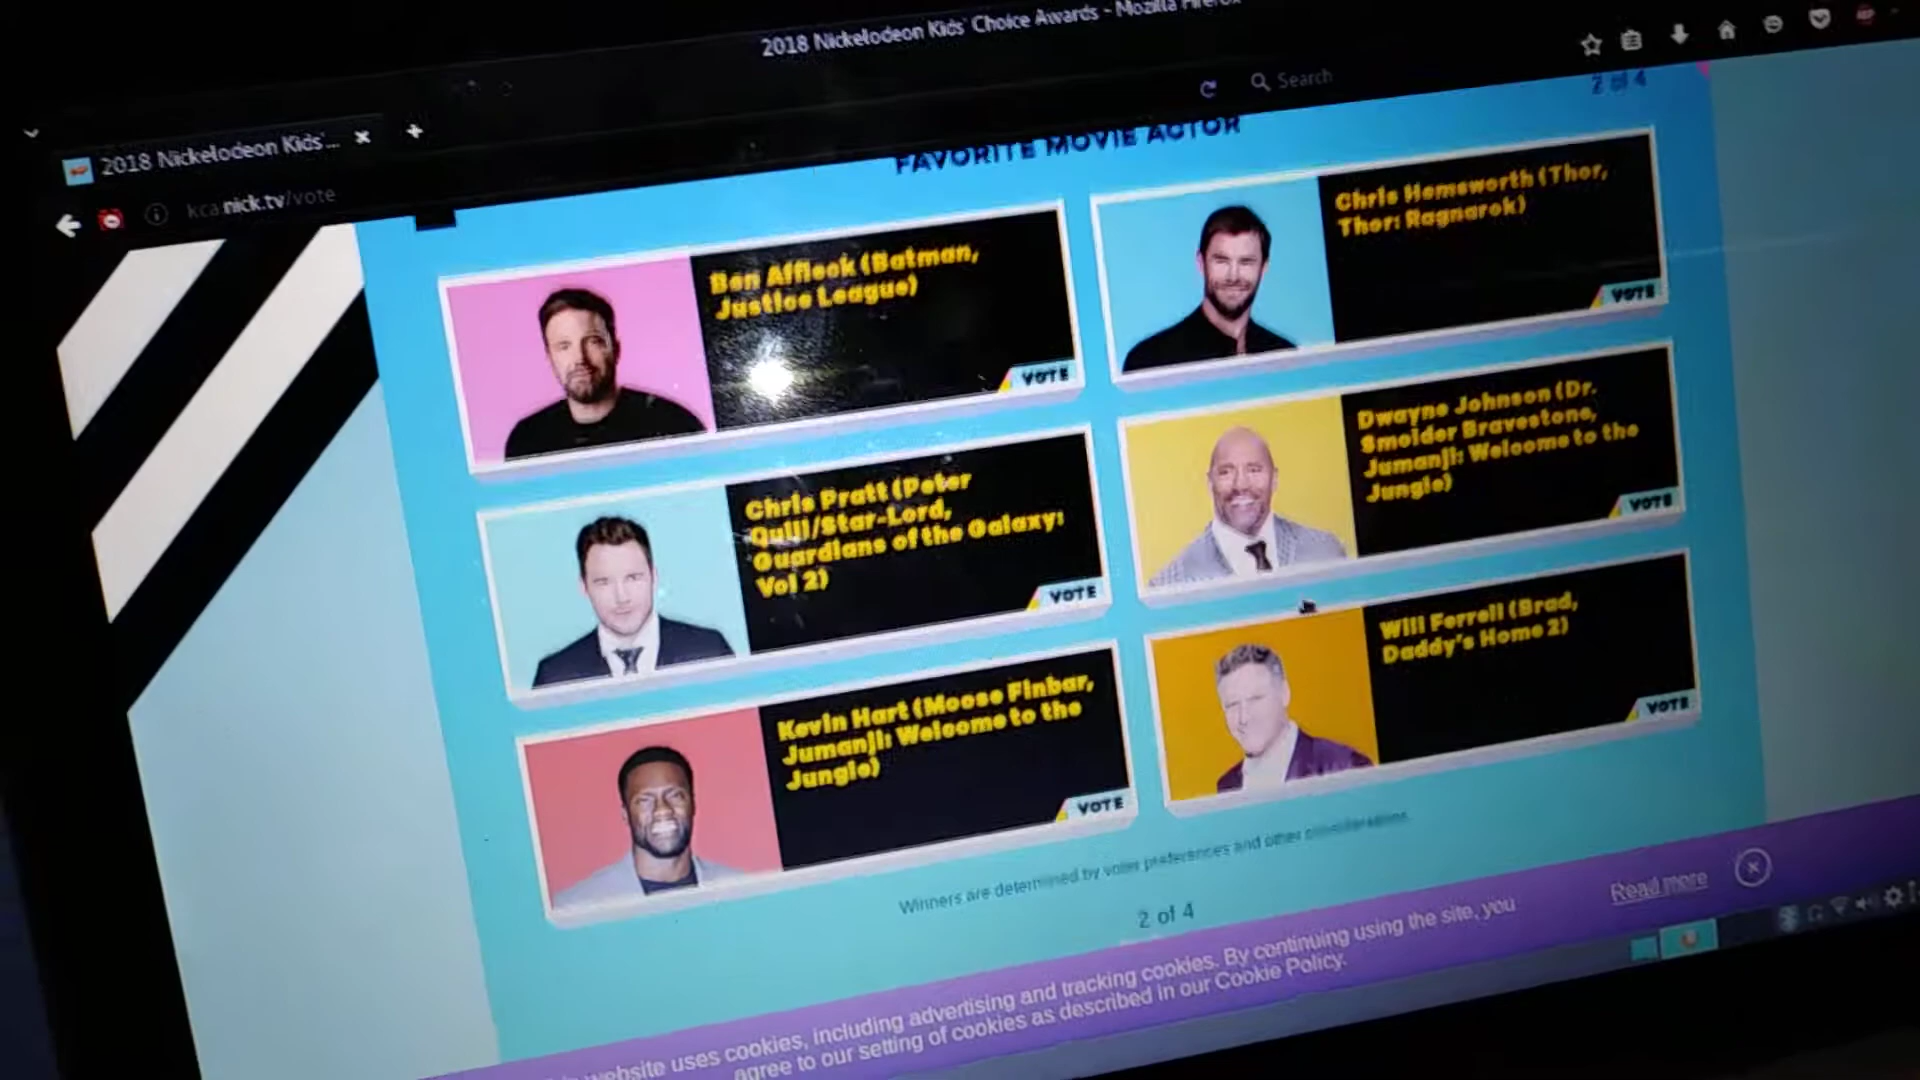 2018 Nickelodeon Kids' Choice Awards - Mozilla Firefox
Search
2018 Nickelodeon Kids'...
kca.nick.tv/vote
2 of 4
FAVORITE MOVIE ACTOR
Ben Affleck (Batman,
Justice League)
VOTE
Chris Hemsworth (Thor,
Thor: Ragnarok)
VOTE
Chris Pratt (Peter
Quill/Star-Lord,
Guardians of the Galaxy:
Vol 2)
VOTE
Dwayne Johnson (Dr.
Smolder Bravestone,
Jumanji: Welcome to the
Jungle)
VOTE
Kevin Hart (Moose Finbar,
Jumanji: Welcome to the
Jungle)
VOTE
Will Ferrell (Brad,
Daddy's Home 2)
VOTE
Winners are determined by voter preferences and other considerations.
2 of 4
website uses cookies, including advertising and tracking cookies. By continuing using the site, you
agree to our setting of cookies as described in our Cookie Policy.
Read more